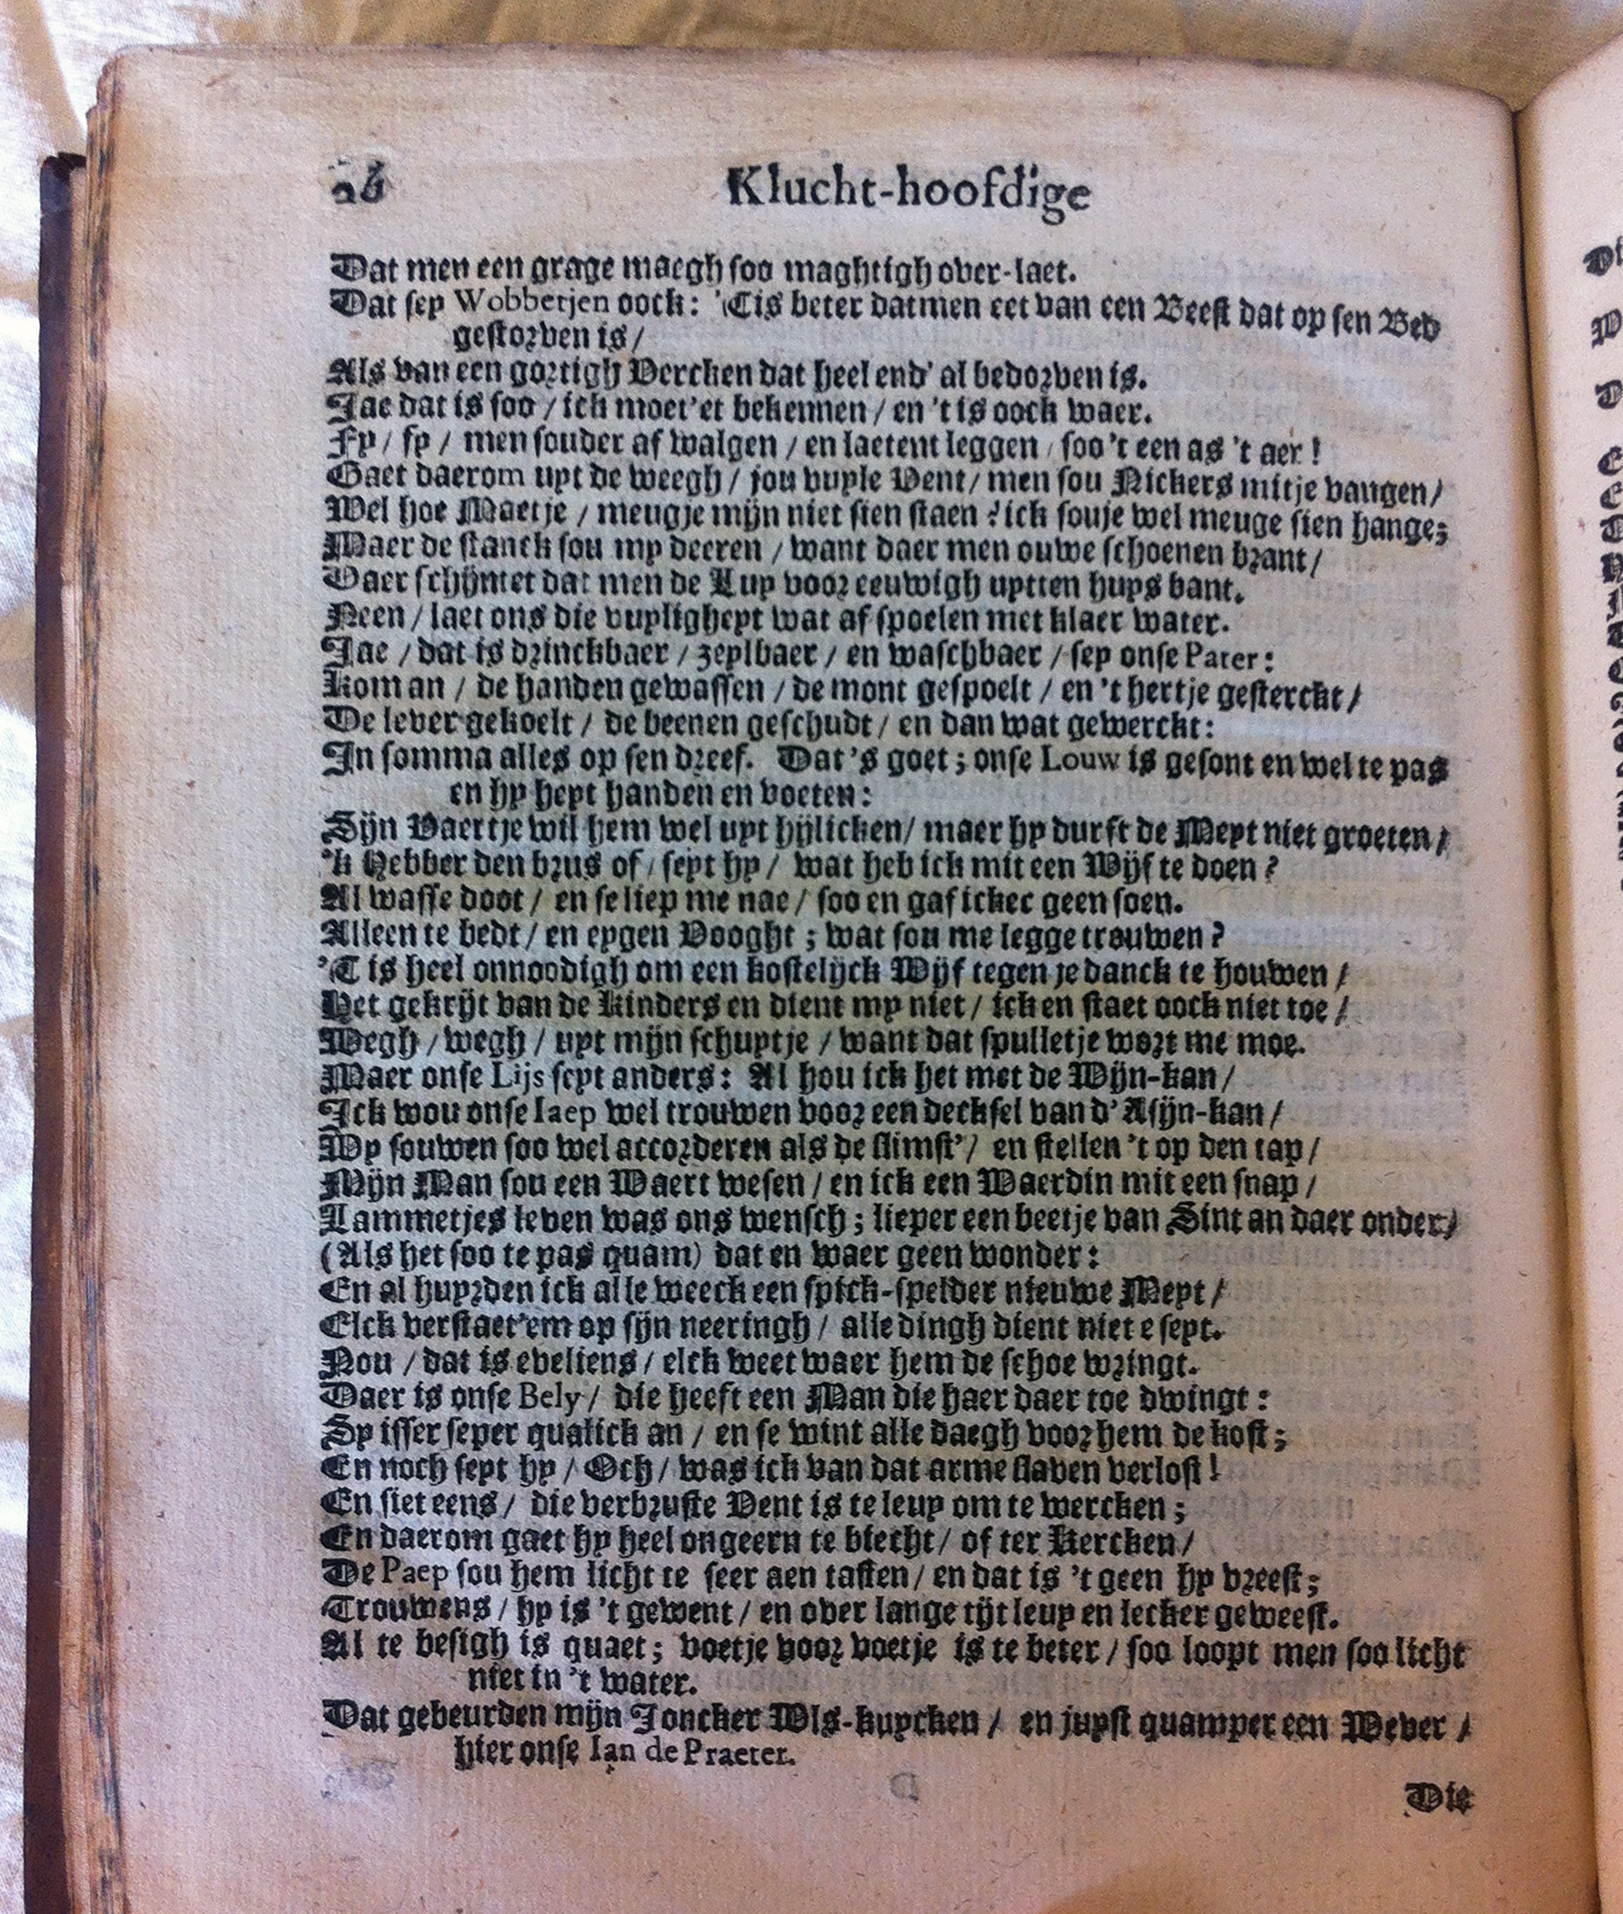 26 Klucht-hoofdige
Dat men een grage maegh soo maghtigh over-laet.
Dat sey Wobbetjen oock: 'Tis beter datmen eet van een Beest dat op sen Bed
gestorven is /
Als van een gortigh Vercken dat heel end' al bedorven is.
Jae dat is soo / ick moet'et bekennen / en 't is oock waer.
Fy / fy / men souder af walgen / en laetent leggen / soo 't een as 't aer!
Gaet daerom uyt de weegh / jou vuyle Vent / men sou Nickers mitje vangen /
Wel hoe Maetje / meugje mijn niet sien staen? ick souje wel meuge sien hange;
Maer de stanck sou my deeren / want daer men ouwe schoenen brant /
Daer schijntet dat men de Luy voor eeuwigh uytten huys bant.
Neen / laet ons die vuyligheyt wat af spoelen met klaer water.
Jae / dat is drinckbaer / zeylbaer / en waschbaer / sey onse Pater:
Kom an / de handen gewassen / de mont gespoelt / en 't hertje gesterckt /
De lever gekoelt / de beenen geschudt / en dan wat gewerckt:
In somma alles op sen dreef. Dat's goet; onse Louw is gesont en wel te pas
en hy heyt handen en voeten:
Sijn Vaertje wil hem wel uyt hijlicken / maer hy durft de Meyt niet groeten /
'k Hebber den brus of / seyt hy / wat heb ick mit een Wijf te doen?
Al wasse doot / en se liep me nae / soo en gaf ickec geen soen.
Alleen te bedt / en eygen Vooght; wat sou me legge trouwen?
'T is heel onnoodigh om een kostelijck Wijf tegen je danck te houwen /
Het gekrijt van de Kinders en dient my niet / ick en staet oock niet toe /
Wegh / wegh / uyt mijn schuytje / want dat spulletje wort me moe.
Maer onse Lijs seyt anders: Al hou ick het met de Wijn-kan /
Ick wou onse Iaep wel trouwen voor een decksel van d' Asijn-kan /
Wy souwen soo wel accorderen als de slimst' / en stellen 't op den tap /
Mijn Man sou een Waert wesen / en ick een Waerdin mit een snap /
Lammetjes leven was ons wensch; lieper een beetje van Sint an daer onder /
(Als het soo te pas quam) dat en waer geen wonder:
En al huyrden ick alle weeck een spick-spelder nieuwe Meyt /
Elck verstaet'em op sijn neeringh / alle dingh dient niet e seyt.
Nou / dat is eveliens / elck weet waer hem de schoe wringt.
Daer is onse Bely / die heeft een Man die haer daer toe dwingt:
Sy isser seper qualick an / en se wint alle daegh voor hem de kost;
En noch seyt hy / Och / was ick van dat arme slaven verlost!
En siet eens / die verbruste Vent is te leuy om te wercken;
En daerom gaet hy heel ongeern te biecht / of ter Kercken /
De Paep sou hem licht te seer aen tasten / en dat is 't geen hy vreest;
Trouwens / hy is 't gewent / en over lange tijt leuy en lecker geweest.
Al te besigh is quaet; voetje voor voetje is te beter / soo loopt men soo licht
niet in 't water.
Dat gebeurden mijn Joncker Wls-kuycken / en juyst quamper een Wever /
hier onse Ian de Praeter.
Die